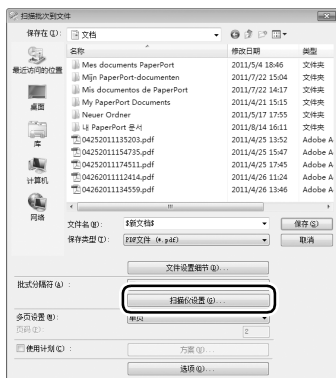 扫描批次到文件
保存在(I): 文档
名称 修改日期 类型
Mes documents PaperPort 2011/5/4 18:46 文件夹
Mijn PaperPort-documenten 2011/7/22 15:04 文件夹
Mis documentos de PaperPort 2011/7/22 14:17 文件夹
My PaperPort Documents 2011/4/21 15:15 文件夹
Neuer Ordner 2011/5/17 17:55 文件夹
내 PaperPort 문서 2011/8/14 16:11 文件夹
04252011135203.pdf 2011/4/25 13:52 Adobe A
04252011154735.pdf 2011/4/25 15:47 Adobe A
04252011174511.pdf 2011/4/25 17:45 Adobe A
04262011112414.pdf 2011/4/26 11:24 Adobe A
04262011134559.pdf 2011/4/26 13:46 Adobe A
最近访问的位置
桌面
库
计算机
网络
文件名(N): $新文档$ 保存(S)
保存类型(T): PDF文件 (*.pdf) 取消
文件设置细节(D)...
批式分隔符(A) :
扫描仪设置(G)...
多页设置(M): 单页
页码(E): 2
使用计划(C) : 方案(Q)...
选项(O)...